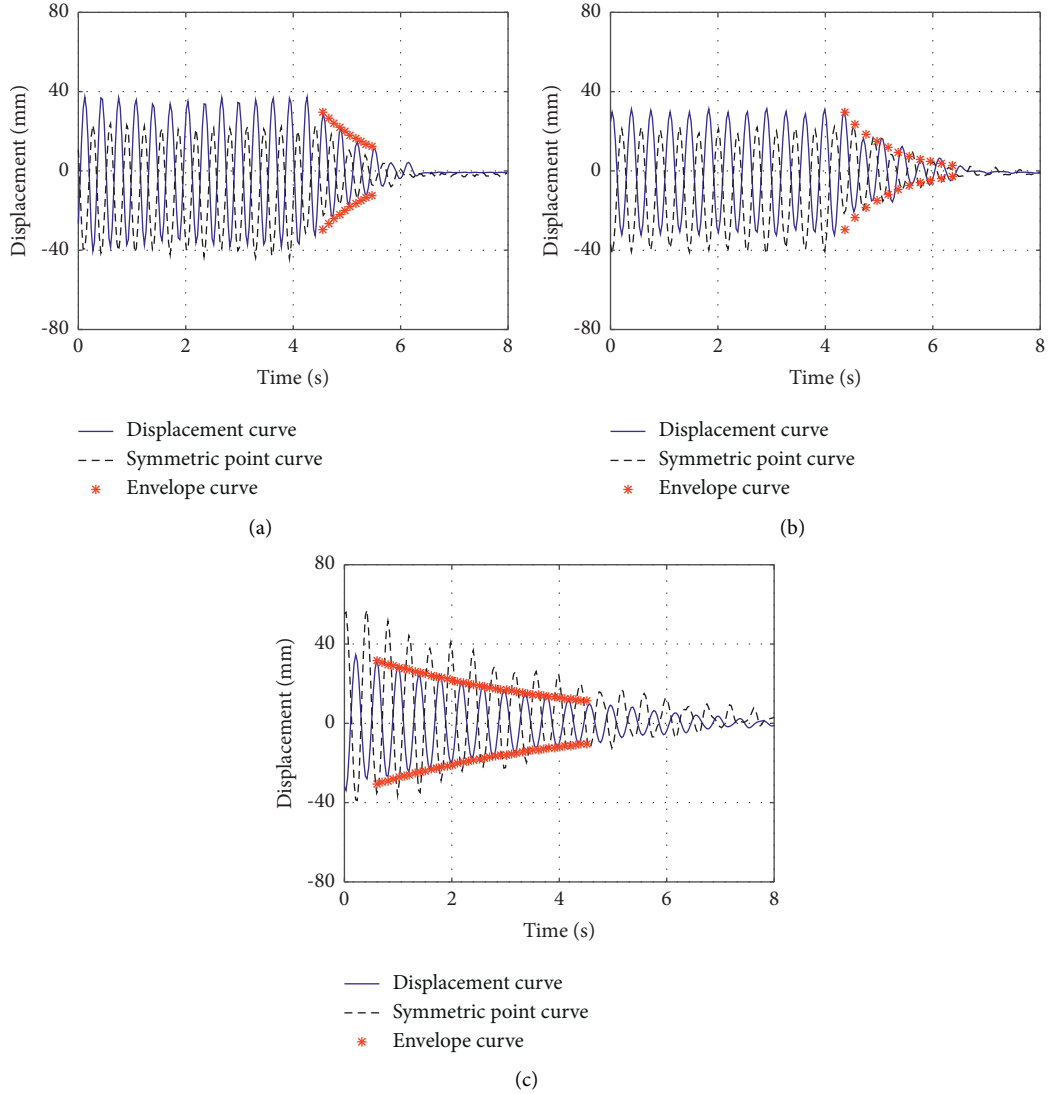 80
40
0
-40
-80
Displacement (mm)
0 2 4 6 8
Time (s)
Displacement curve
Symmetric point curve
Envelope curve
(a)
80
40
0
-40
-80
Displacement (mm)
0 2 4 6 8
Time (s)
Displacement curve
Symmetric point curve
Envelope curve
(b)
80
40
0
-40
-80
Displacement (mm)
0 2 4 6 8
Time (s)
Displacement curve
Symmetric point curve
Envelope curve
(c)